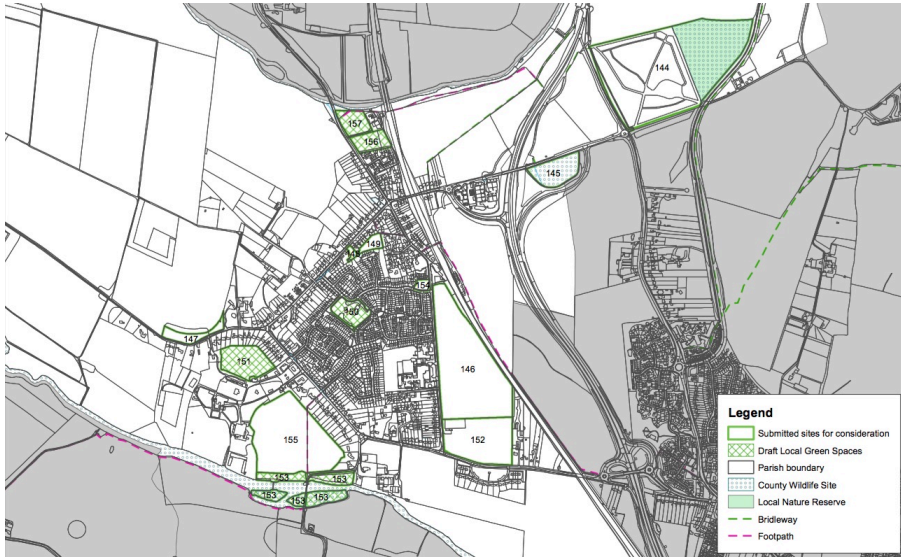 144
157
156
145
149
148
154
150
147
151
146
155
152
153
153
153
153
153
Legend
Submitted sites for consideration
Draft Local Green Spaces
Parish boundary
County Wildlife Site
Local Nature Reserve
Bridleway
Footpath